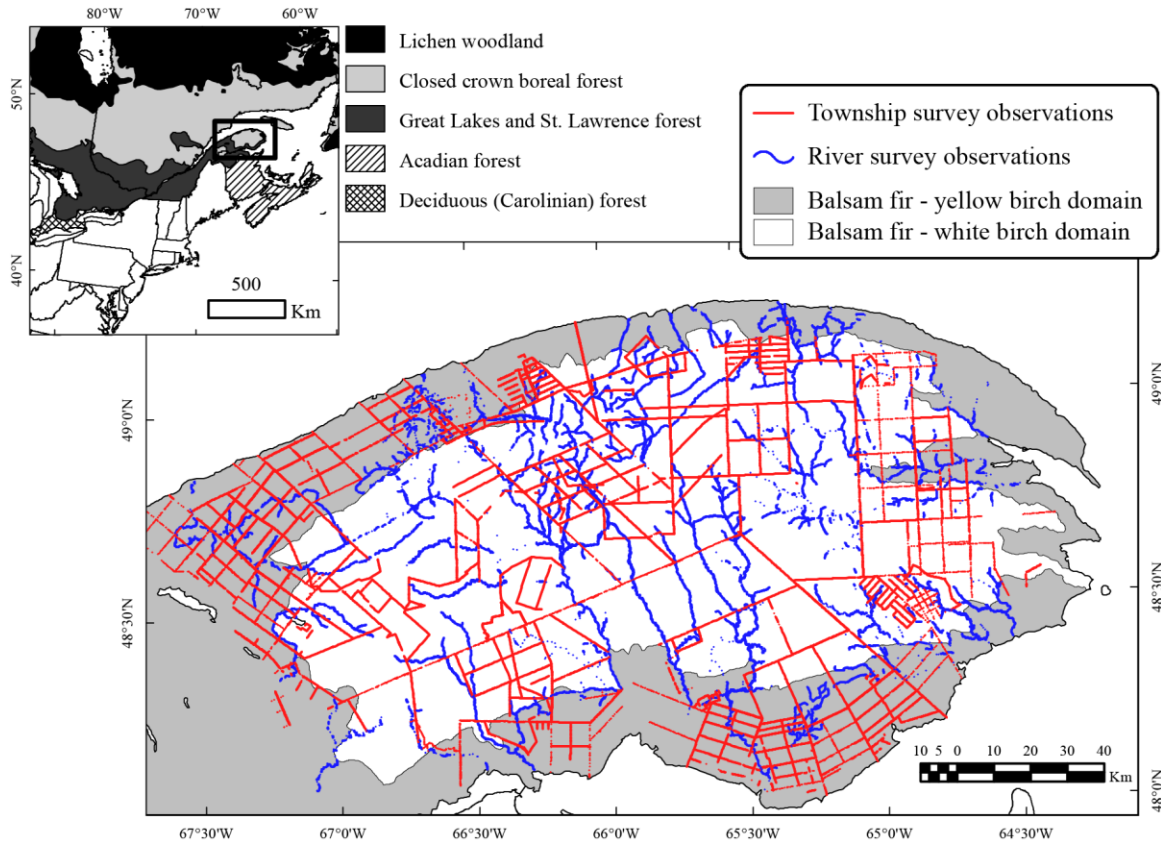 80°W 70°W 60°W
50°N
40°N
500
Km
Lichen woodland
Closed crown boreal forest
Great Lakes and St. Lawrence forest
Acadian forest
Deciduous (Carolinian) forest
Township survey observations
River survey observations
Balsam fir - yellow birch domain
Balsam fir - white birch domain
49°0'N
49°0'N
48°30'N
48°30'N
48°0'N
10 5 0 10 20 30 40
Km
67°30'W 67°0'W 66°30'W 66°0'W 65°30'W 65°0'W 64°30'W